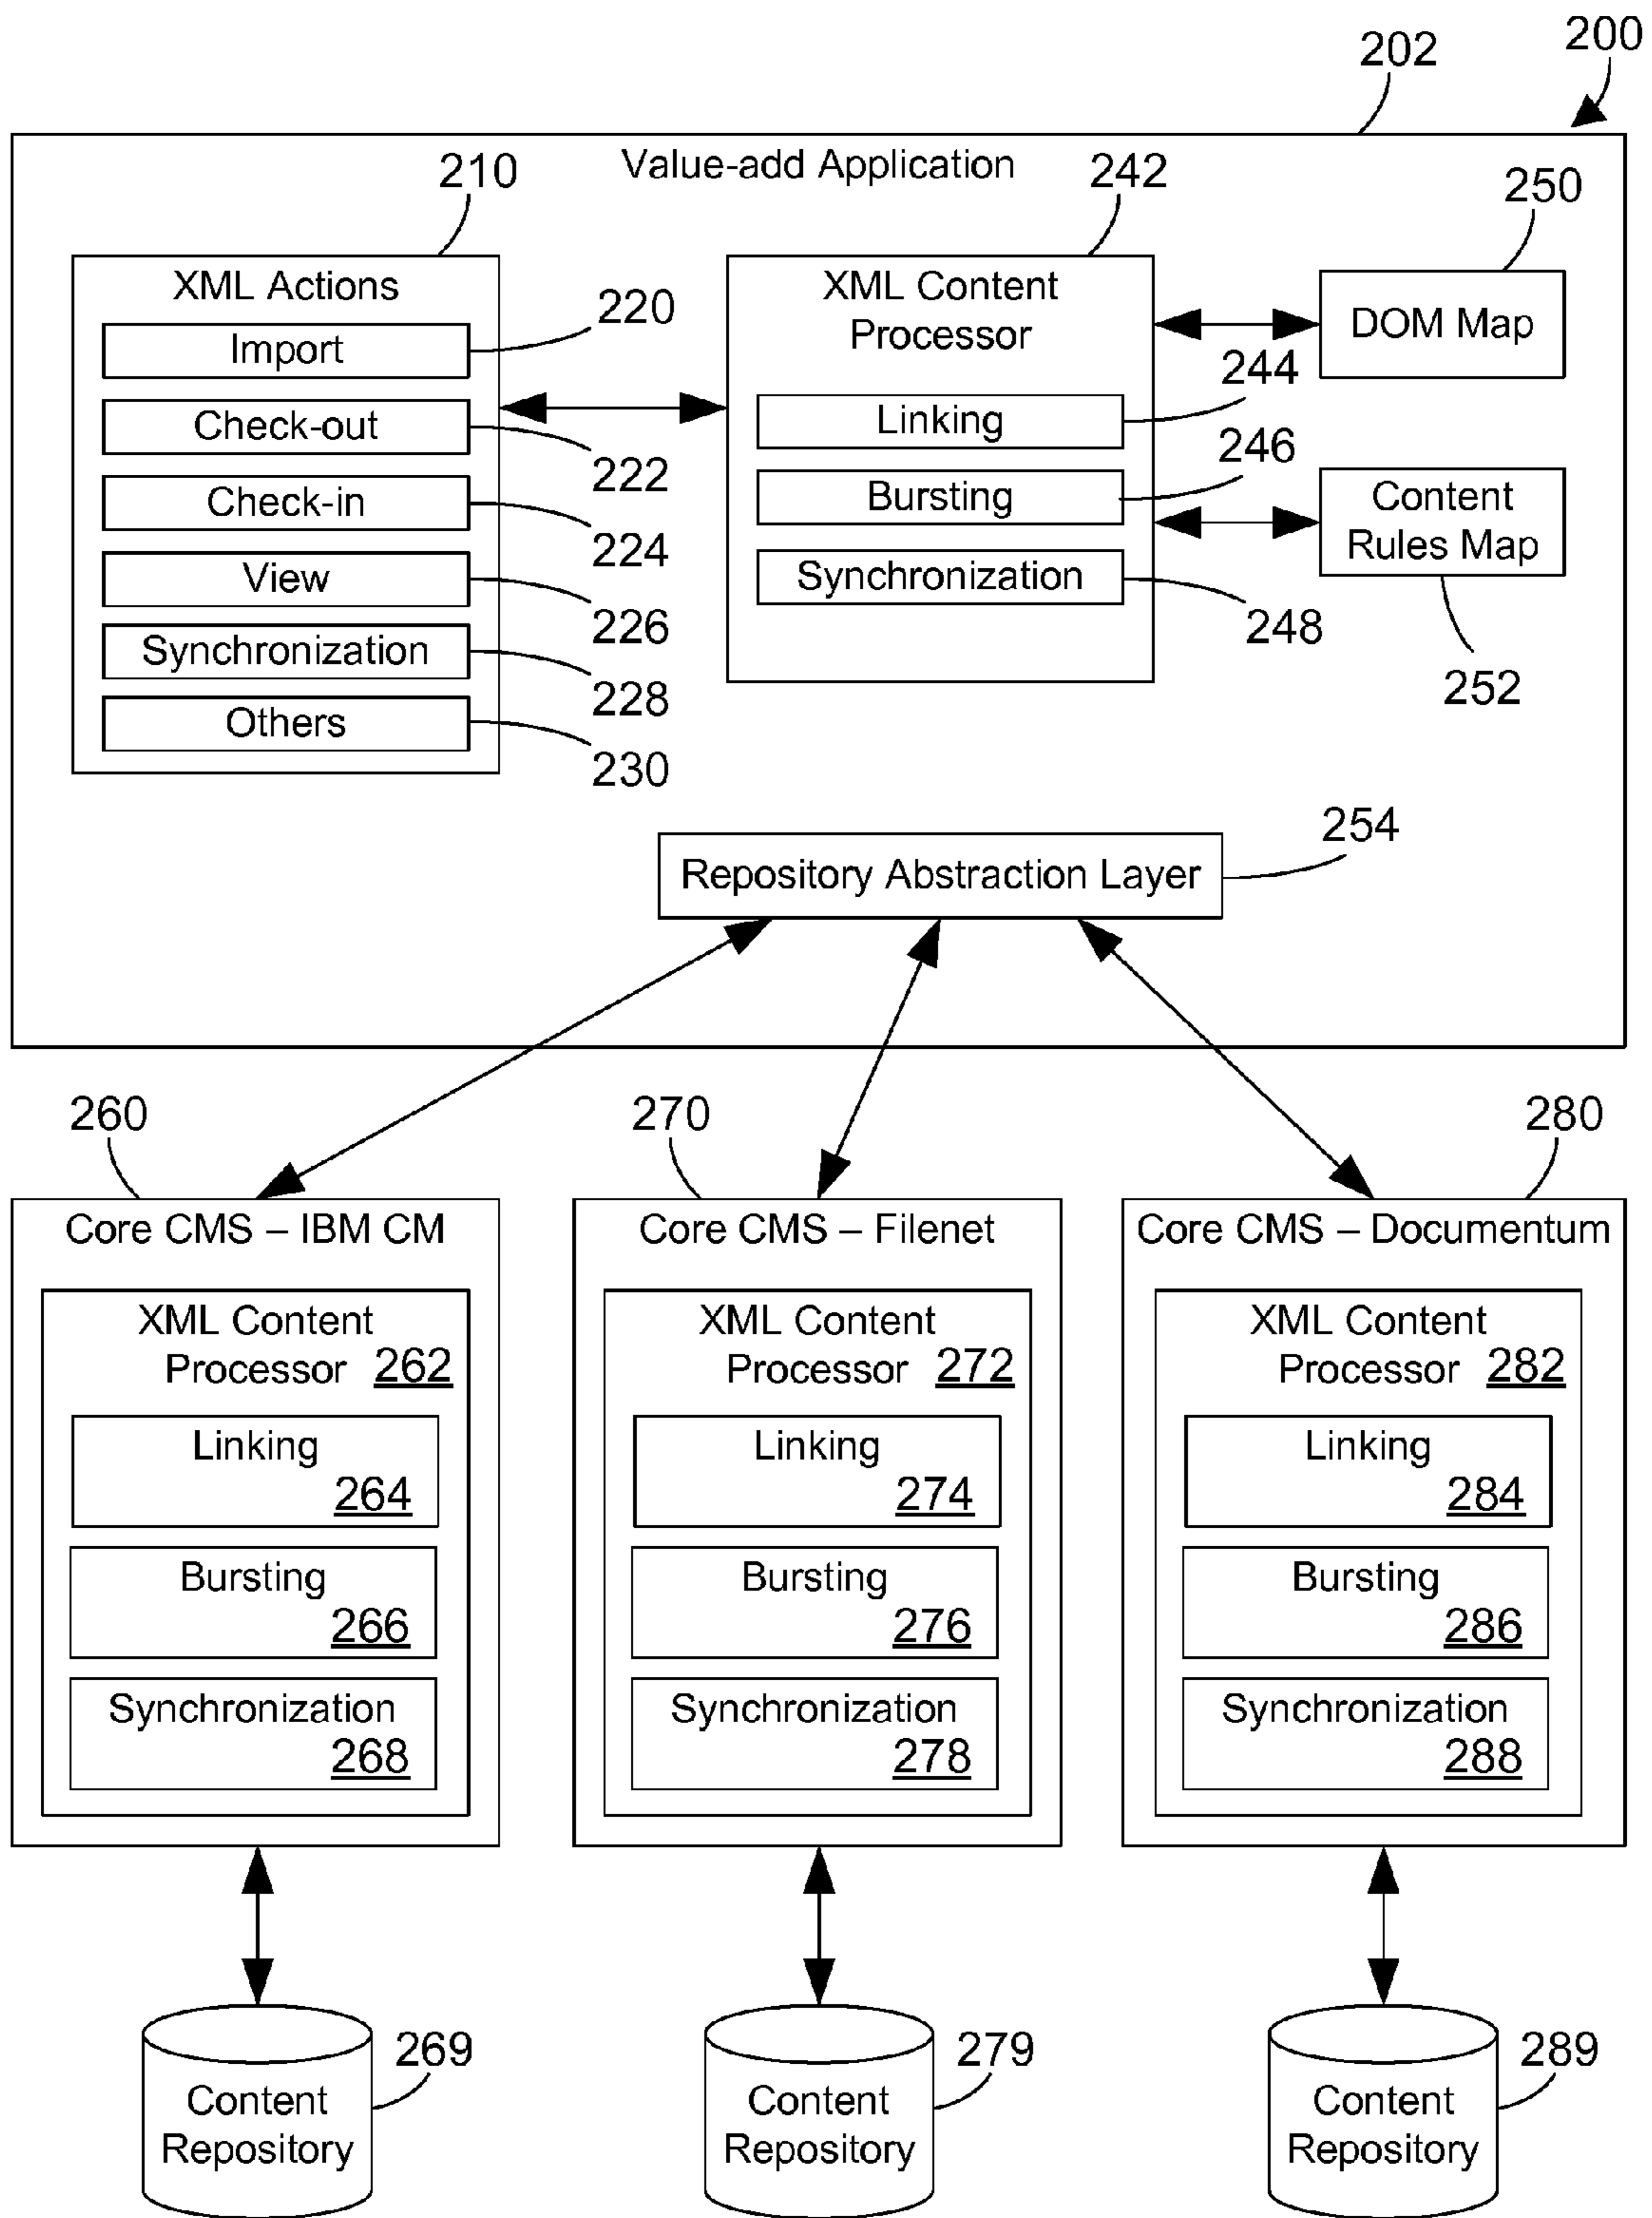 200
202
Value-add Application
210
242
250
XML Actions
Import
220
Check-out
222
Check-in
224
View
226
Synchronization
228
Others
230
XML Content
Processor
244
Linking
246
Bursting
Synchronization
248
DOM Map
Content
Rules Map
252
254
Repository Abstraction Layer
260
270
280
Core CMS – IBM CM
XML Content
Processor 262
Linking
264
Bursting
266
Synchronization
268
Core CMS – Filenet
XML Content
Processor 272
Linking
274
Bursting
276
Synchronization
278
Core CMS – Documentum
XML Content
Processor 282
Linking
284
Bursting
286
Synchronization
288
269
Content
Repository
279
Content
Repository
289
Content
Repository